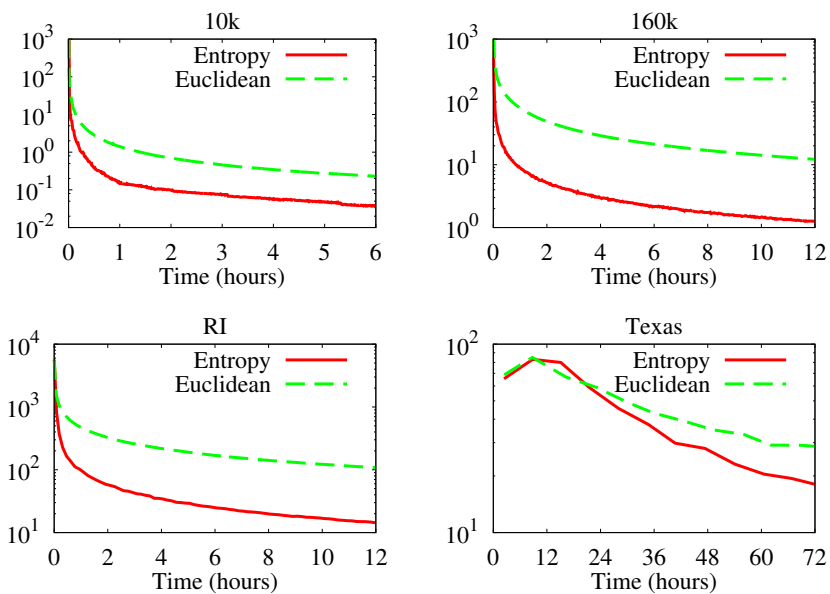 10k
10^3
10^2
10^1
10^0
10^-1
10^-2
Entropy
Euclidean
0 1 2 3 4 5 6
Time (hours)
160k
10^3
10^2
10^1
10^0
Entropy
Euclidean
0 2 4 6 8 10 12
Time (hours)
RI
10^4
10^3
10^2
10^1
Entropy
Euclidean
0 2 4 6 8 10 12
Time (hours)
Texas
10^2
10^1
Entropy
Euclidean
0 12 24 36 48 60 72
Time (hours)